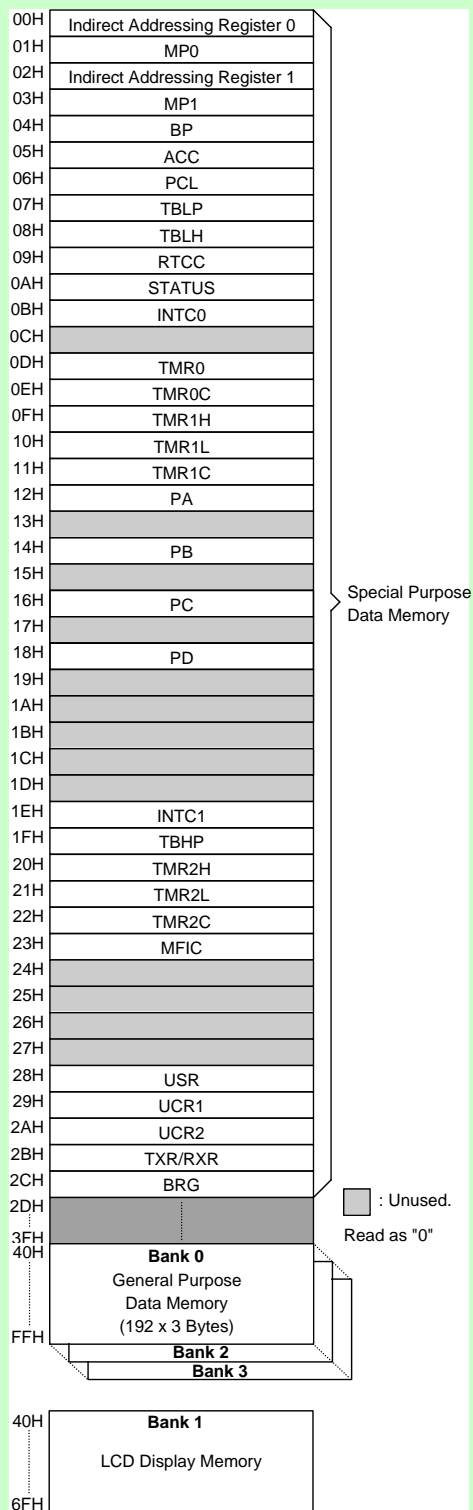 00H
Indirect Addressing Register 0
01H
MP0
02H
Indirect Addressing Register 1
03H
MP1
04H
BP
05H
ACC
06H
PCL
07H
TBLP
08H
TBLH
09H
RTCC
0AH
STATUS
0BH
INTC0
0CH
0DH
TMR0
0EH
TMR0C
0FH
TMR1H
10H
TMR1L
11H
TMR1C
12H
PA
13H
14H
PB
15H
16H
PC
Special Purpose
Data Memory
17H
18H
PD
19H
1AH
1BH
1CH
1DH
1EH
INTC1
1FH
TBHP
20H
TMR2H
21H
TMR2L
22H
TMR2C
23H
MFIC
24H
25H
26H
27H
28H
USR
29H
UCR1
2AH
UCR2
2BH
TXR/RXR
2CH
BRG
2DH
: Unused.
Read as "0"
3FH
40H
Bank 0
General Purpose
Data Memory
(192 x 3 Bytes)
FFH
Bank 2
Bank 3
40H
Bank 1
LCD Display Memory
6FH